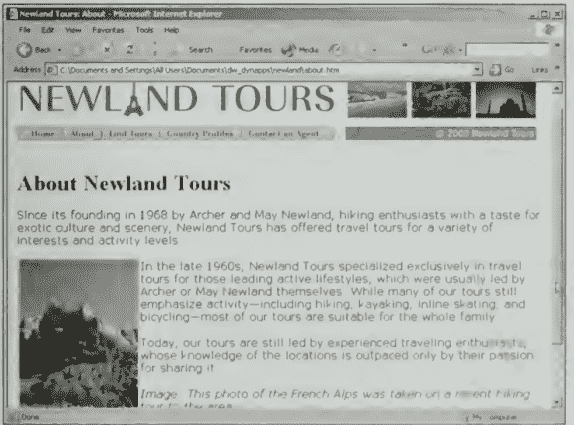 Newland Tours: About - Microsoft Internet Explorer
File Edit View Favorites Tools Help
Back Search Favorites Media
Address C:\Documents and Settings\All Users\Documents\dw_dynapps\newland\about.htm Go Links
NEWLAND TOURS
Home | About | Find Tours | Country Profiles | Contact an Agent
© 2003 Newland Tours
About Newland Tours
SInce its founding in 1968 by Archer and May Newland, hiking enthusiasts with a taste for
exotic culture and scenery, Newland Tours has offered travel tours for a variety of
interests and activity levels
In the late 1960s, Newland Tours specialized exclusively in travel
tours for those leading active lifestyles, which were usually led by
Archer or May Newland themselves. While many of our tours still
emphasize activity—including hiking, kayaking, inline skating, and
bicycling—most of our tours are suitable for the whole family
Today, our tours are still led by experienced traveling enthusiasts,
whose knowledge of the locations is outpaced only by their passion
for sharing it
Image: This photo of the French Alps was taken on a recent hiking
tour to the area
Done My Computer